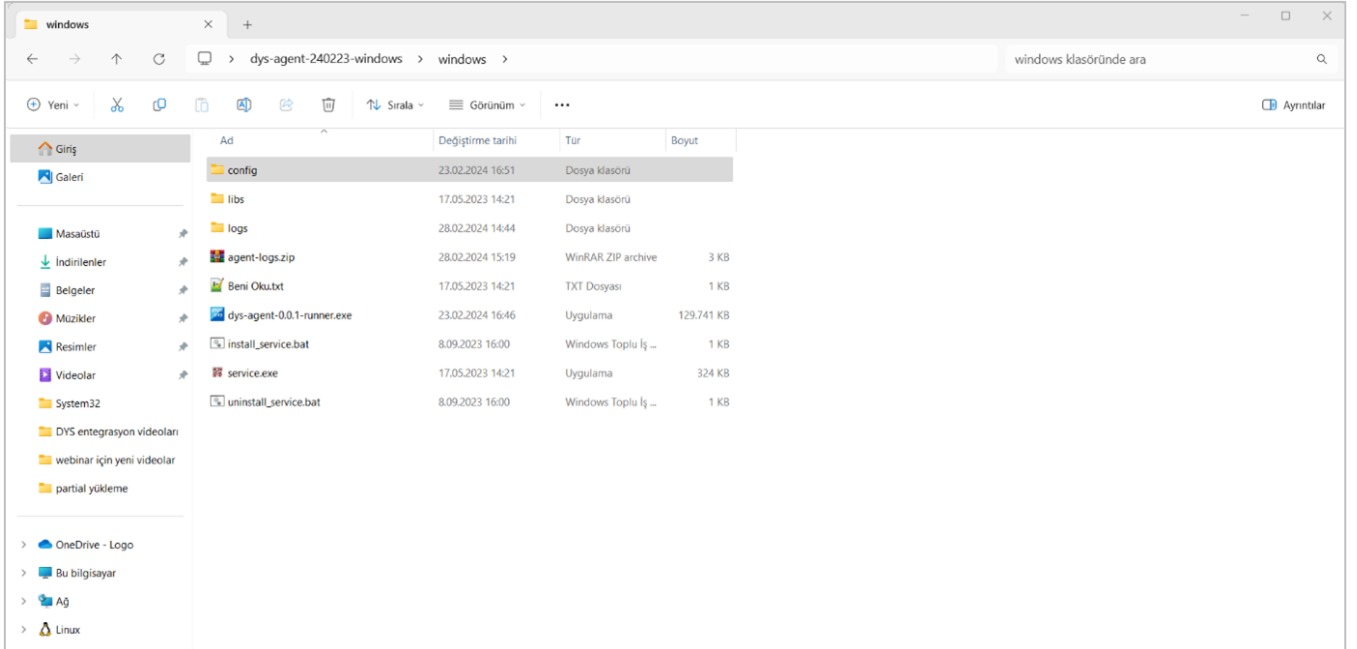 windows
dys-agent-240223-windows > windows >
windows klasöründe ara
Yeni
Sırala
Görünüm
Ayrıntılar
Ad Değiştirme tarihi Tür Boyut
config 23.02.2024 16:51 Dosya klasörü
libs 17.05.2023 14:21 Dosya klasörü
logs 28.02.2024 14:44 Dosya klasörü
agent-logs.zip 28.02.2024 15:19 WinRAR ZIP archive 3 KB
Beni Oku.txt 17.05.2023 14:21 TXT Dosyası 1 KB
dys-agent-0.0.1-runner.exe 23.02.2024 16:46 Uygulama 129.741 KB
install_service.bat 8.09.2023 16:00 Windows Toplu İş ... 1 KB
service.exe 17.05.2023 14:21 Uygulama 324 KB
uninstall_service.bat 8.09.2023 16:00 Windows Toplu İş ... 1 KB
Giriş
Galeri
Masaüstü
İndirilenler
Belgeler
Müzikler
Resimler
Videolar
System32
DYS entegrasyon videoları
webinar için yeni videolar
partial yükleme
OneDrive - Logo
Bu bilgisayar
Ağ
Linux